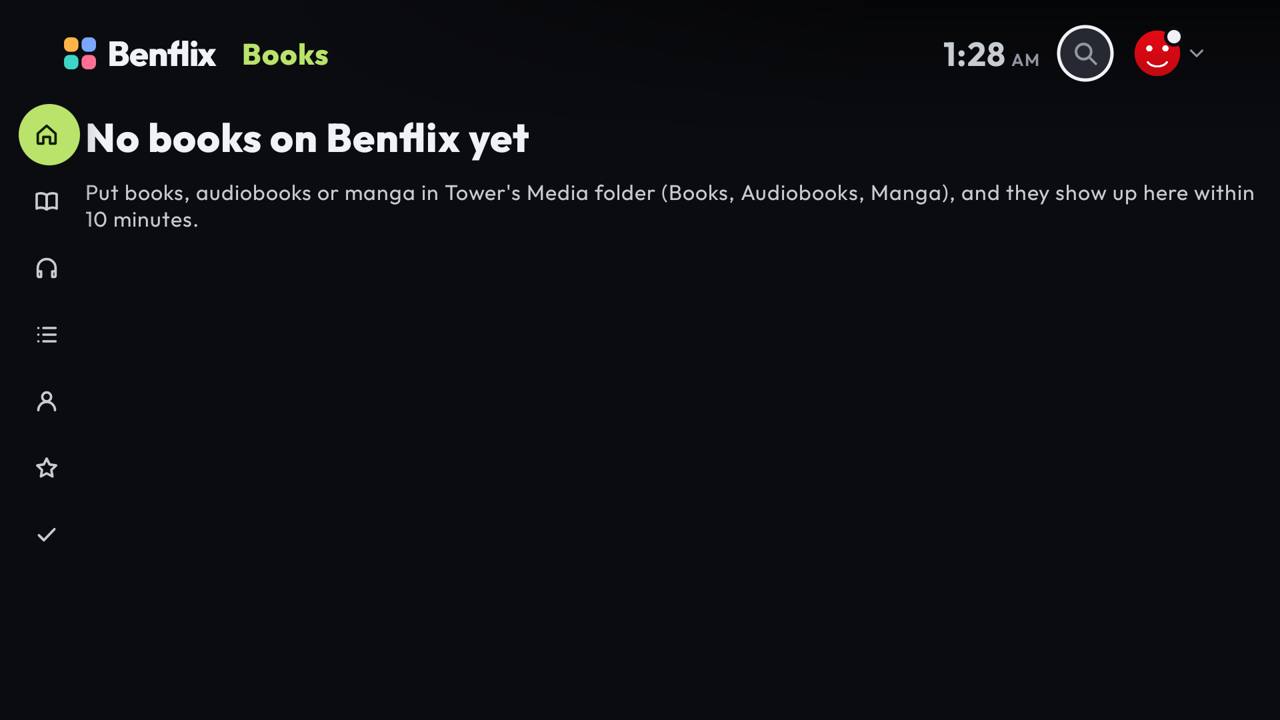 Benflix Books
1:28 AM
No books on Benflix yet
Put books, audiobooks or manga in Tower's Media folder (Books, Audiobooks, Manga), and they show up here within
10 minutes.